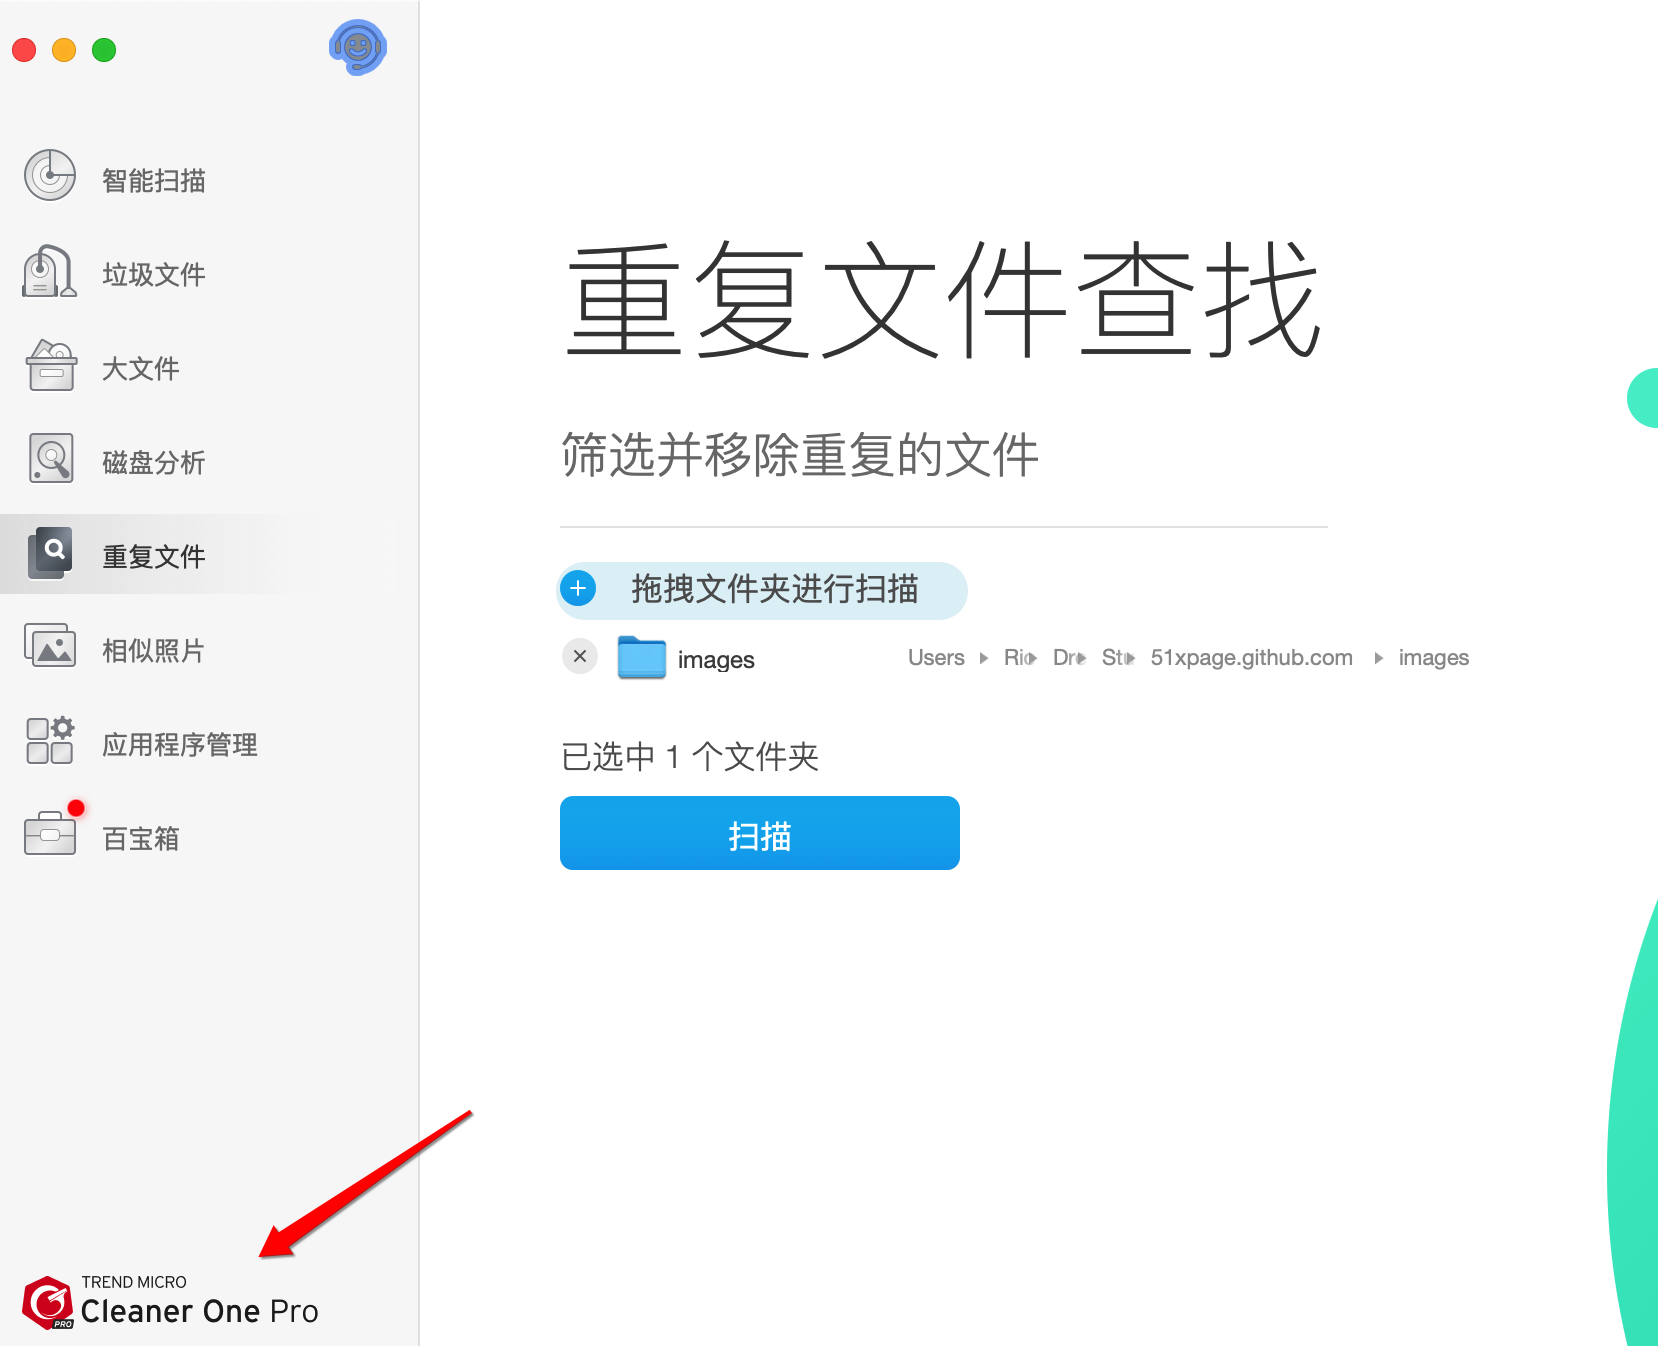 智能扫描
垃圾文件
大文件
磁盘分析
重复文件
相似照片
应用程序管理
百宝箱
TREND MICRO
Cleaner One Pro
PRO
重复文件查找
筛选并移除重复的文件
拖拽文件夹进行扫描
images Users 51xpage.github.com images
已选中 1 个文件夹
扫描